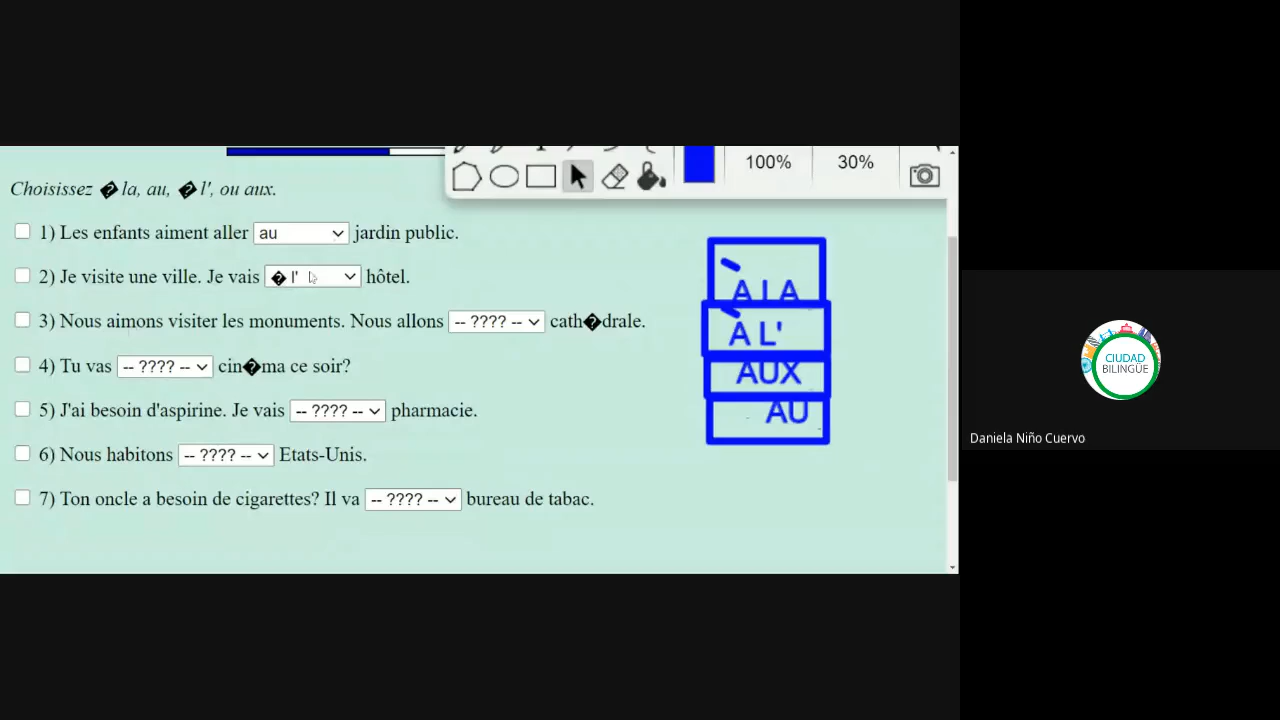 100%
30%
Choisissez � la, au, � l', ou aux.
1) Les enfants aiment aller au jardin public.
2) Je visite une ville. Je vais � l' hôtel.
3) Nous aimons visiter les monuments. Nous allons -- ???? -- cath�drale.
4) Tu vas -- ???? -- cin�ma ce soir?
5) J'ai besoin d'aspirine. Je vais -- ???? -- pharmacie.
6) Nous habitons -- ???? -- Etats-Unis.
7) Ton oncle a besoin de cigarettes? Il va -- ???? -- bureau de tabac.
À LA
À L'
AUX
AU
CIUDAD
BILINGÜE
Daniela Niño Cuervo